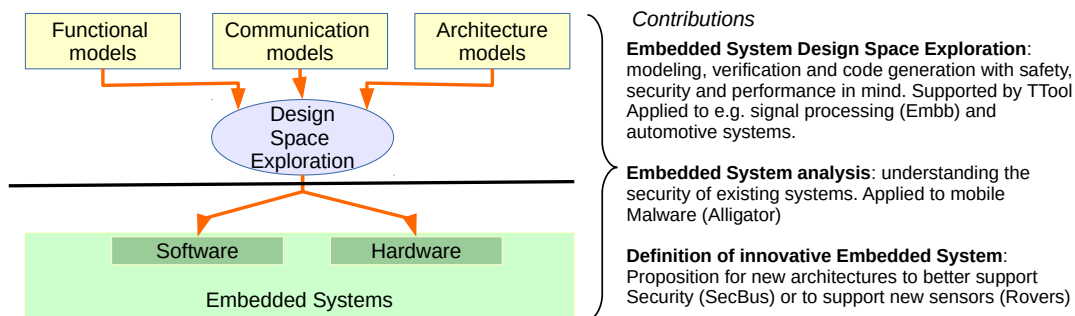 Functional
models
Communication
models
Architecture
models
Design
Space
Exploration
Software
Hardware
Embedded Systems
Contributions
Embedded System Design Space Exploration:
modeling, verification and code generation with safety,
security and performance in mind. Supported by TTool
Applied to e.g. signal processing (Embb) and
automotive systems.
Embedded System analysis: understanding the
security of existing systems. Applied to mobile
Malware (Alligator)
Definition of innovative Embedded System:
Proposition for new architectures to better support
Security (SecBus) or to support new sensors (Rovers)